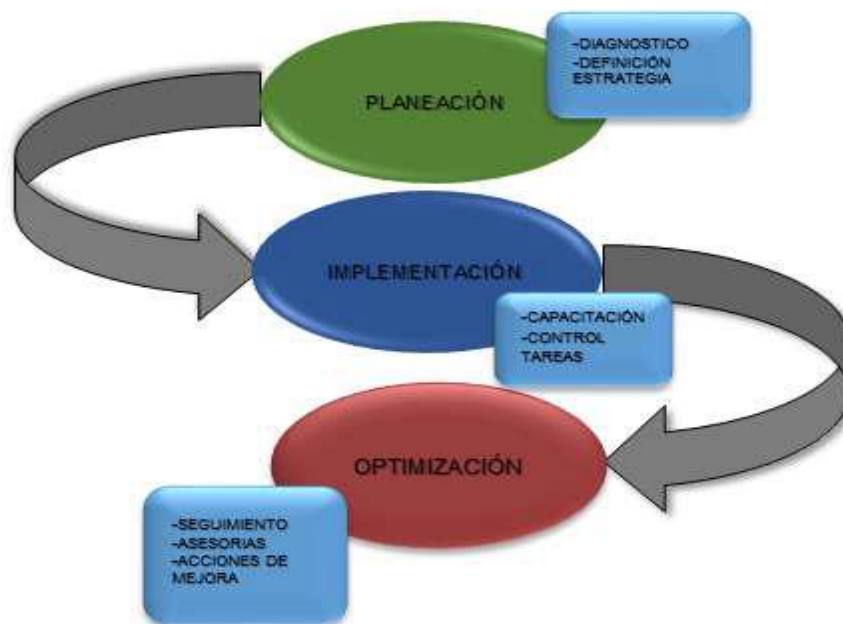 -DIAGNOSTICO
-DEFINICIÓN
ESTRATEGIA
PLANEACIÓN
IMPLEMENTACIÓN
-CAPACITACIÓN
-CONTROL
TAREAS
OPTIMIZACIÓN
-SEGUIMIENTO
-ASESORIAS
-ACCIONES DE
MEJORA